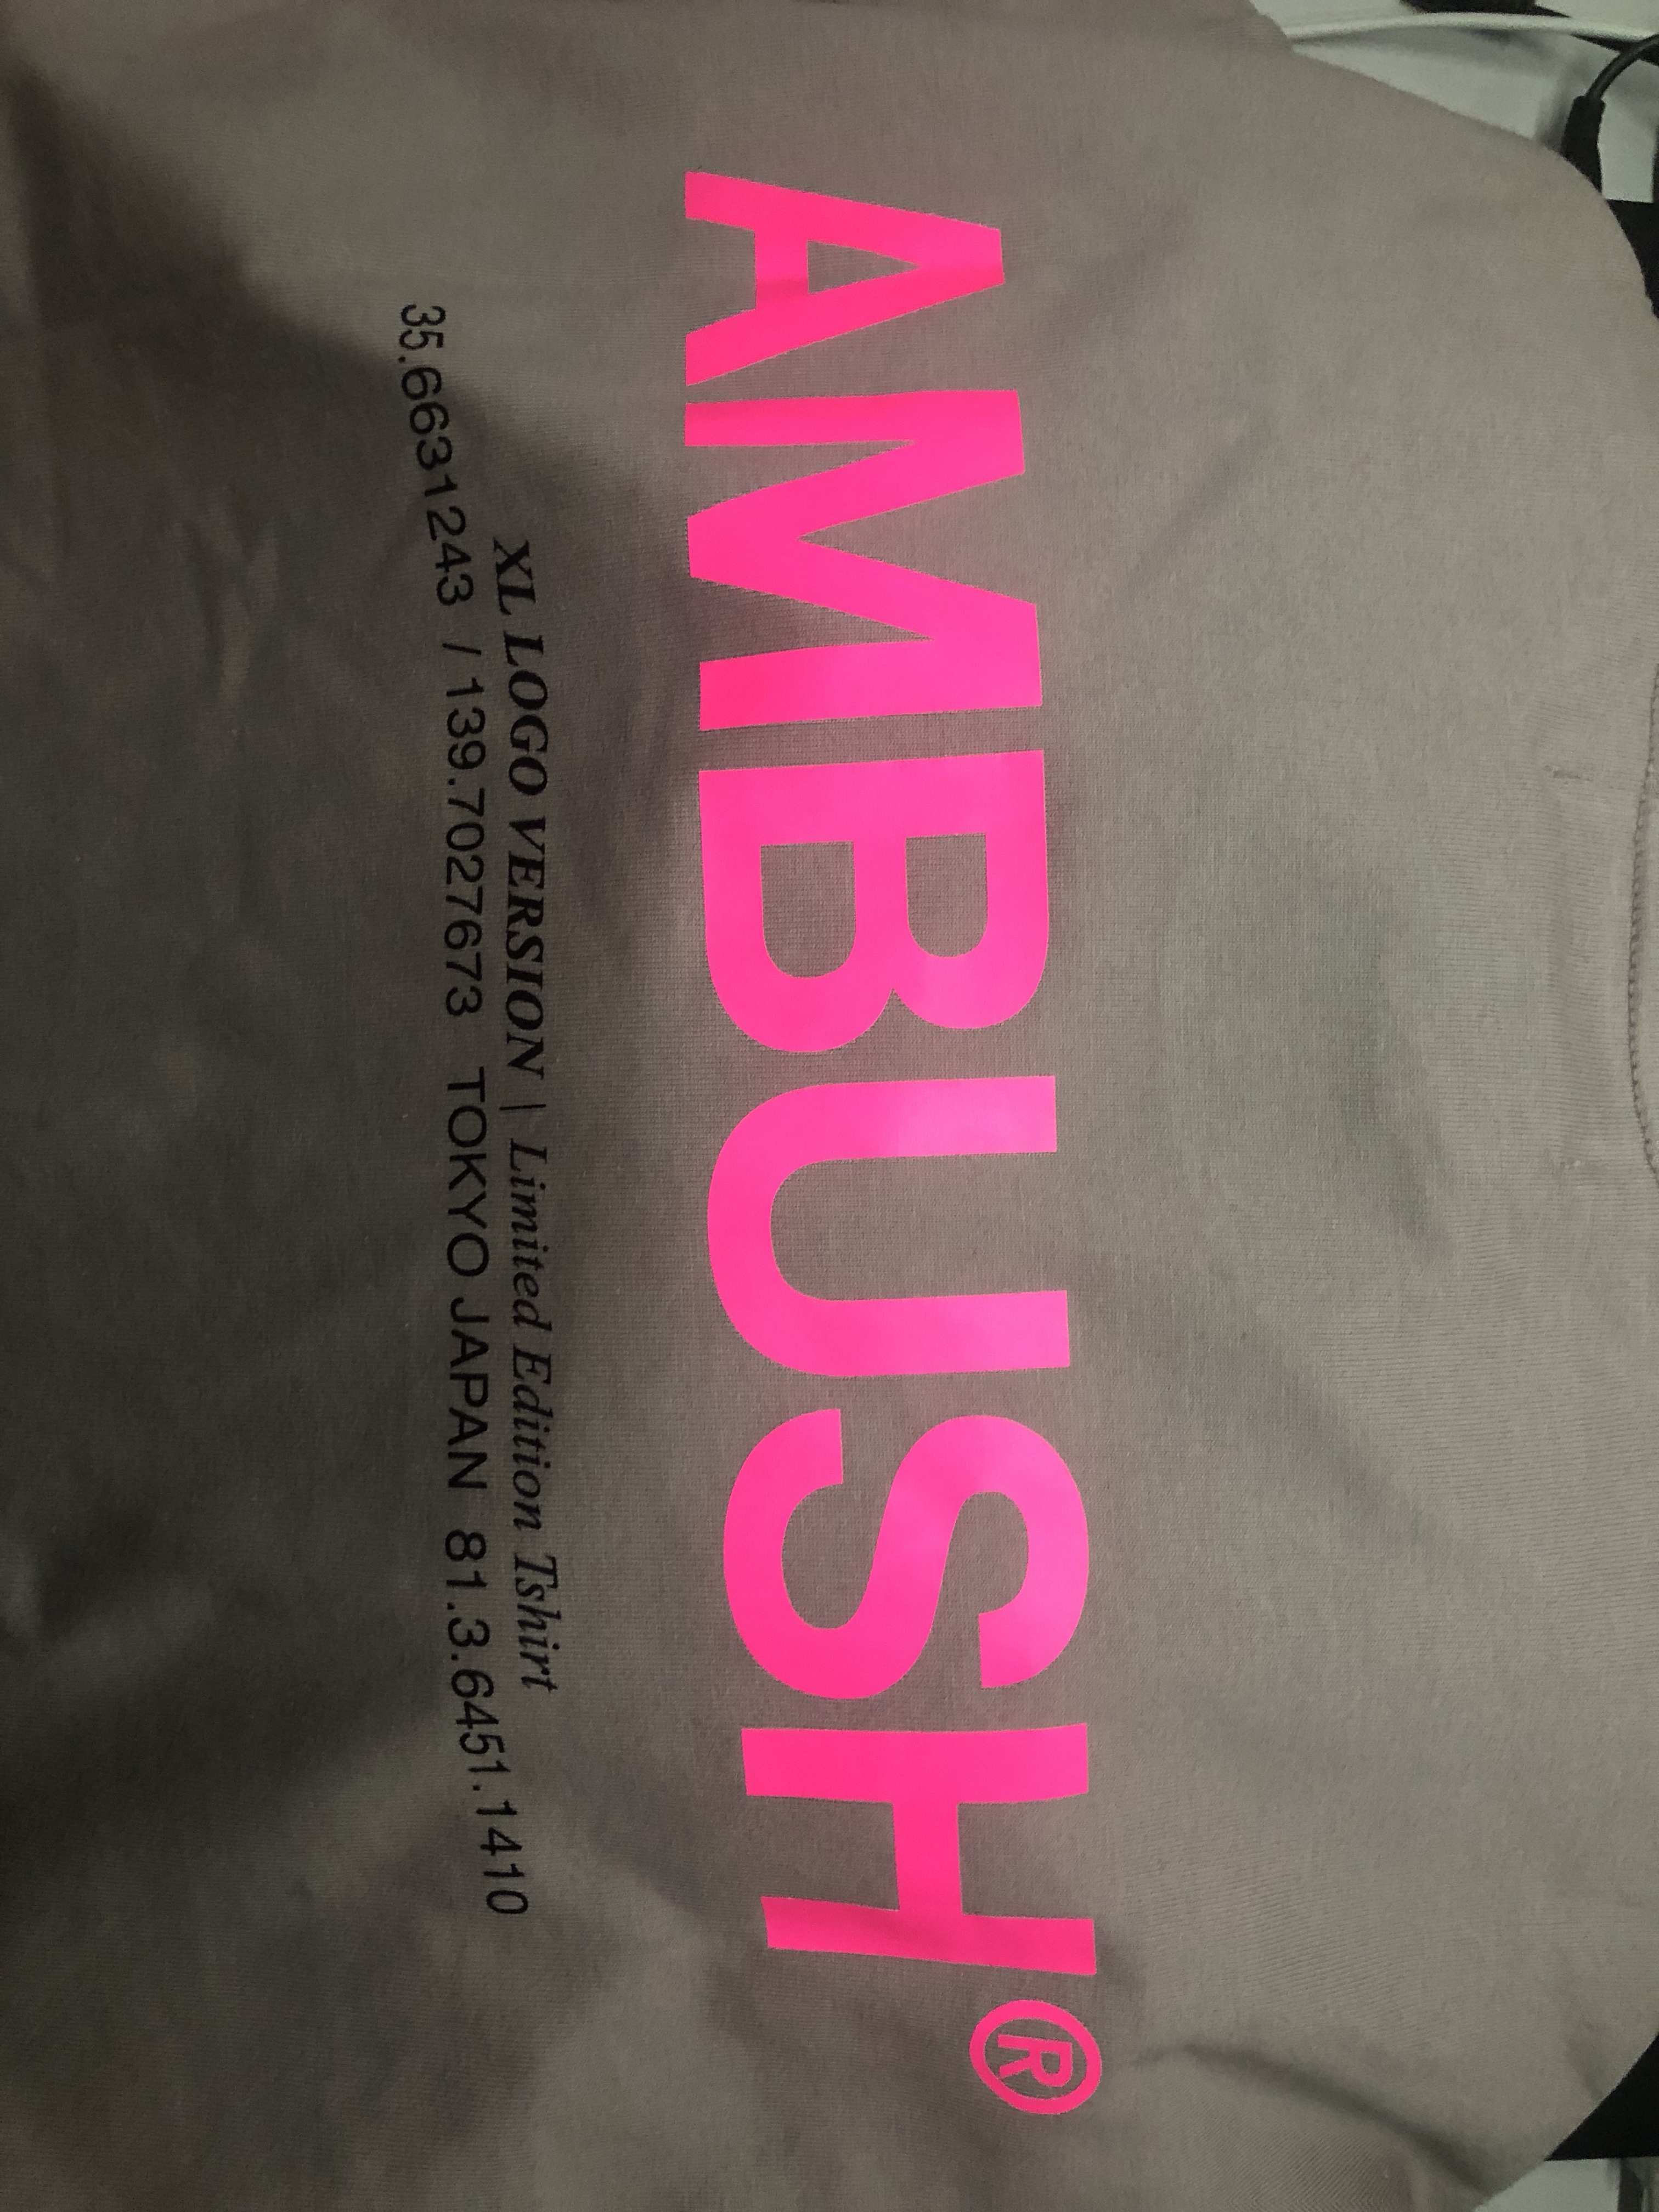 AMBUSH®
XL LOGO VERSION | Limited Edition Tshirt
35.6631243 / 139.7027673 TOKYO JAPAN 81.3.6451.1410